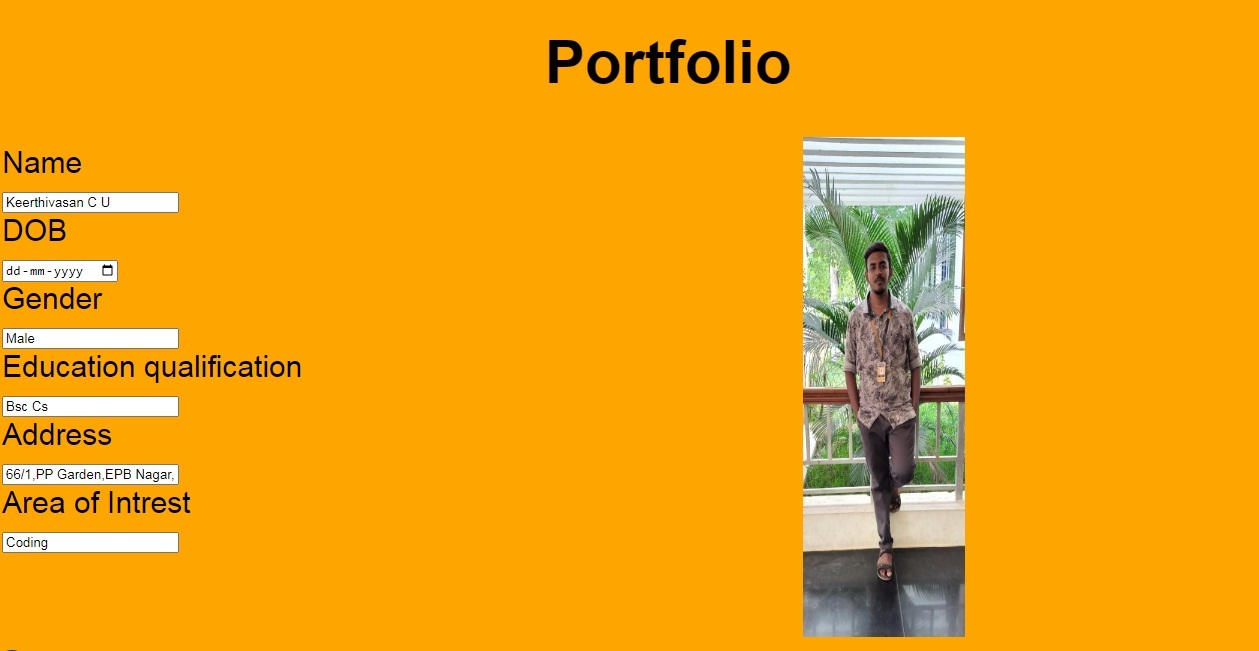 Portfolio
Name
Keerthivasan C U
DOB
dd-mm-yyyy
Gender
Male
Education qualification
Bsc Cs
Address
66/1,PP Garden,EPB Nagar,
Area of Intrest
Coding